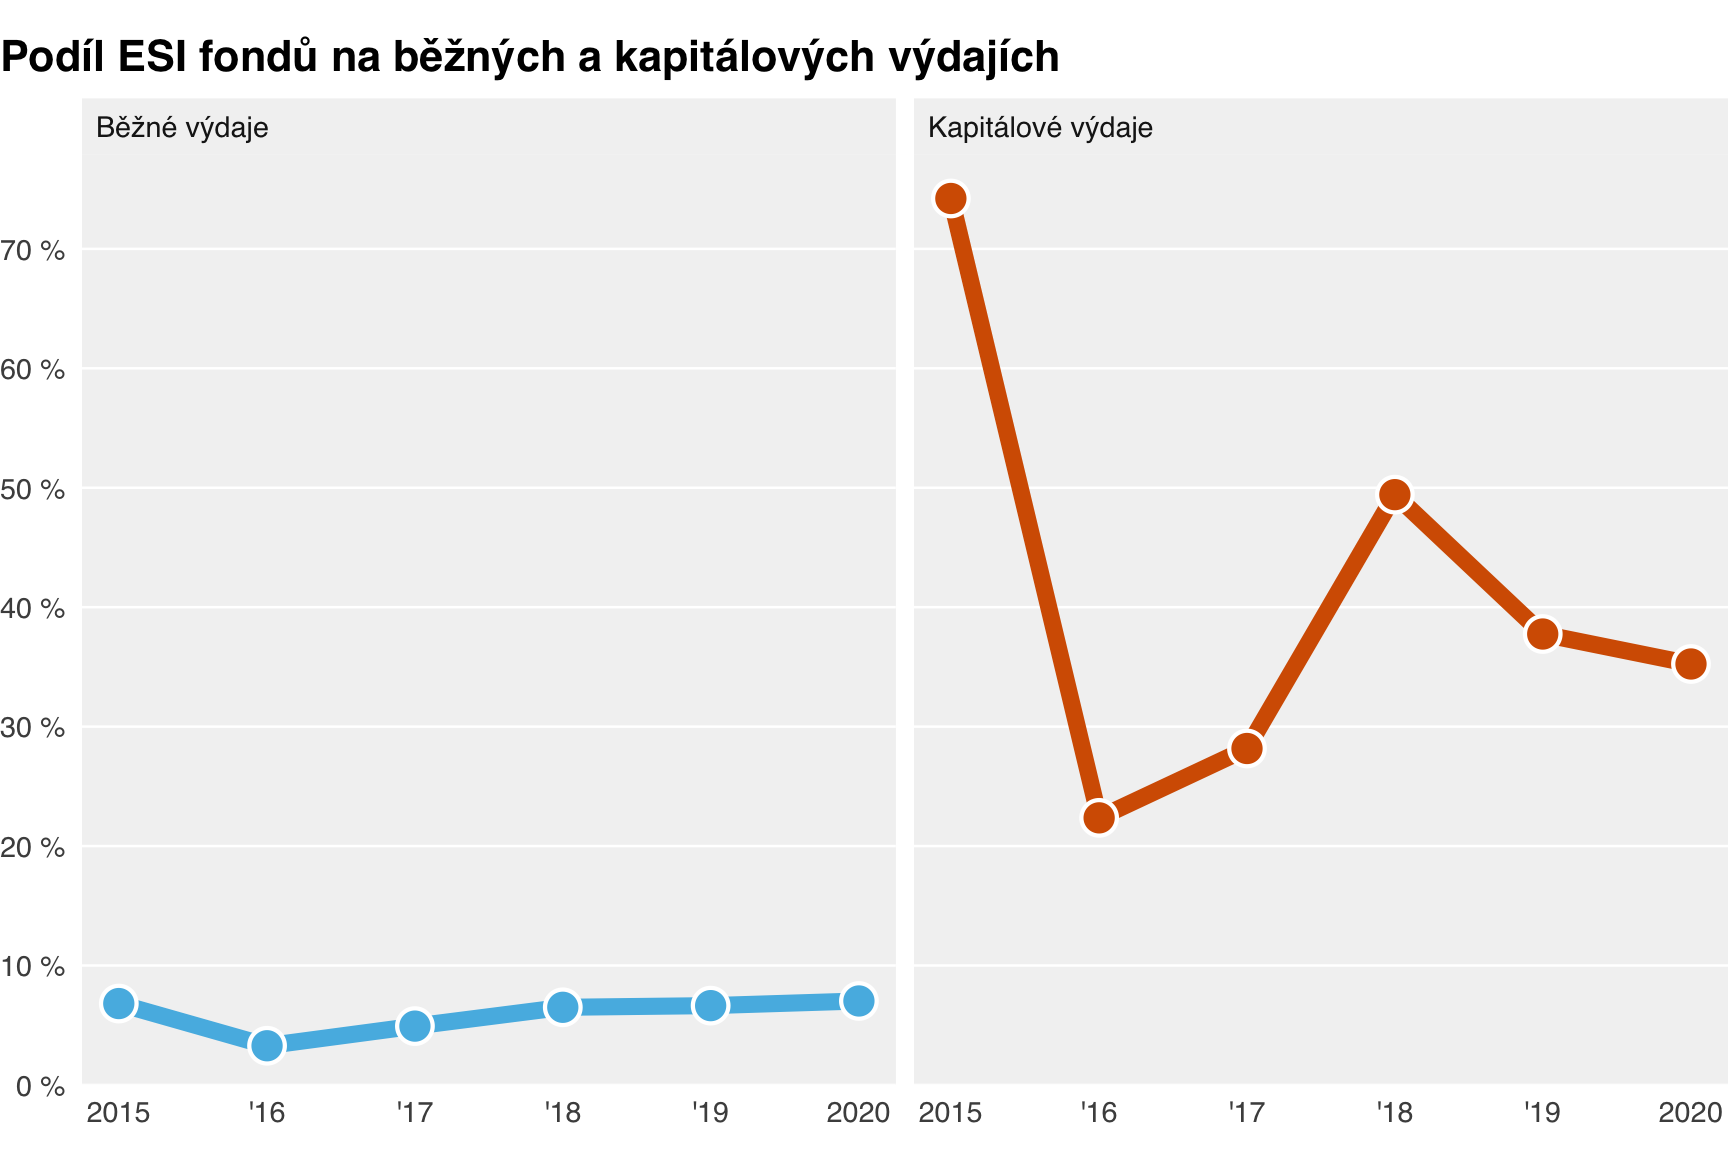 Podíl ESI fondů na běžných a kapitálových výdajích
Běžné výdaje
Kapitálové výdaje
70 %
60 %
50 %
40 %
30 %
20 %
10 %
0 %
2015 '16 '17 '18 '19 2020
2015 '16 '17 '18 '19 2020